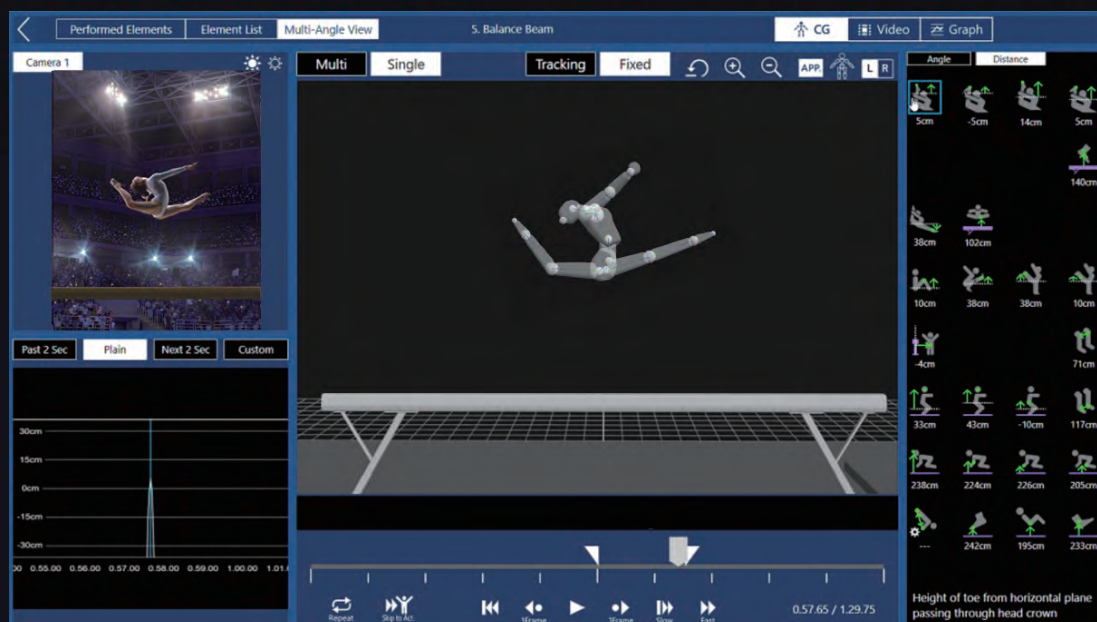 Performed Elements
Element List
Multi-Angle View
5. Balance Beam
CG
Video
Graph
Camera 1
Multi
Single
Tracking
Fixed
APP.
L R
Angle
Distance
5cm -5cm 14cm 5cm
140cm
38cm 102cm
10cm 38cm 38cm 10cm
-4cm 71cm
33cm 43cm -10cm 117cm
238cm 224cm 226cm 205cm
--- 242cm 195cm 233cm
Height of toe from horizontal plane
passing through head crown
Past 2 Sec
Plain
Next 2 Sec
Custom
30cm
15cm
0cm
-15cm
-30cm
00 0.55.00 0.56.00 0.57.00 0.58.00 0.59.00 1.00.00 1.01.0
Repeat
Skip to Act.
1Frame
1Frame
Slow
Fast
0.57.65 / 1.29.75